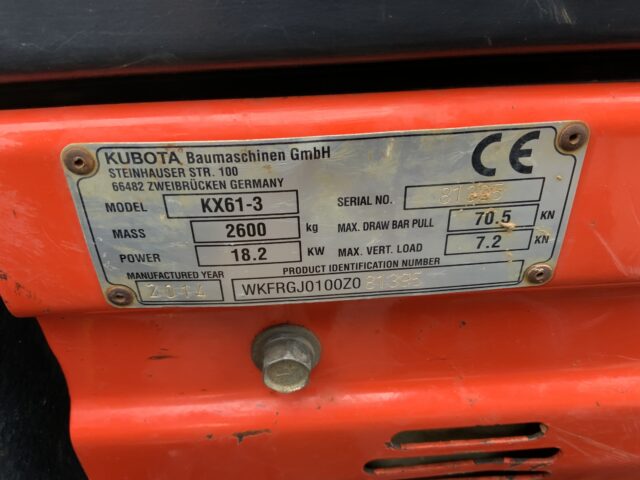 KUBOTA Baumaschinen GmbH
STEINHAUSER STR. 100
66482 ZWEIBRÜCKEN GERMANY
CE
MODEL KX61-3
SERIAL NO.
MASS 2600 kg
MAX. DRAW BAR PULL 70.5 KN
POWER 18.2 KW
MAX. VERT. LOAD 7.2 KN
MANUFACTURED YEAR
PRODUCT IDENTIFICATION NUMBER
2014
WKFRGJ0100Z0